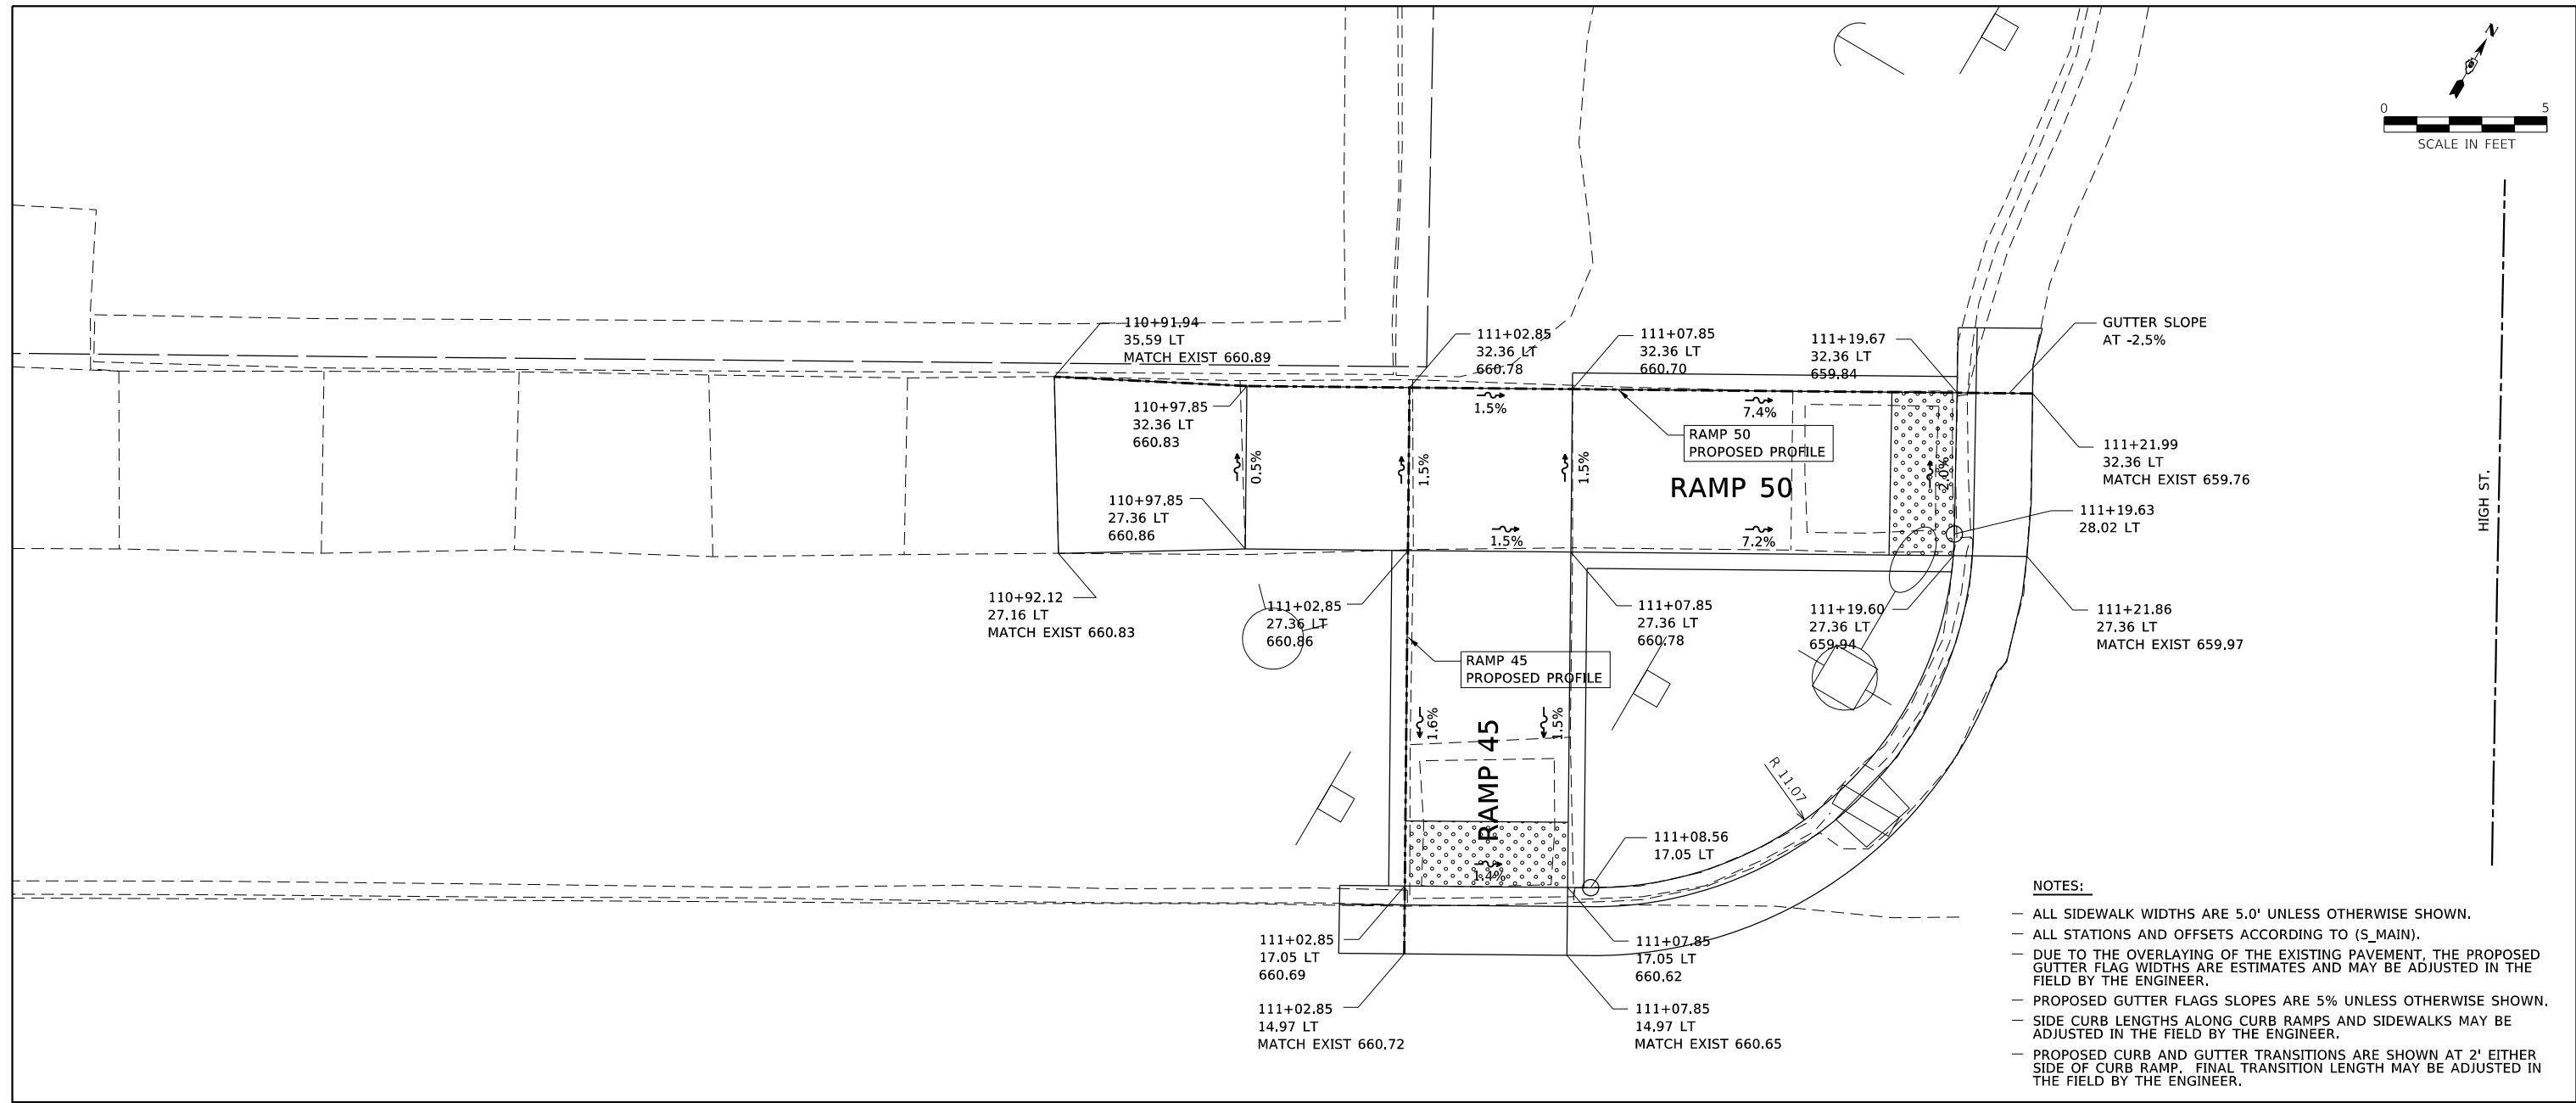 N
0 5
SCALE IN FEET
110+91.94
35.59 LT
MATCH EXIST 660.89
111+02.85
32.36 LT
660.78
111+07.85
32.36 LT
660.70
111+19.67
32.36 LT
659.84
GUTTER SLOPE
AT -2.5%
110+97.85
32.36 LT
660.83
1.5%
7.4%
RAMP 50
PROPOSED PROFILE
111+21.99
32.36 LT
MATCH EXIST 659.76
0.5%
1.5%
1.5%
RAMP 50
2.0%
HIGH ST.
110+97.85
27.36 LT
660.86
1.5%
7.2%
111+19.63
28.02 LT
110+92.12
27.16 LT
MATCH EXIST 660.83
111+02.85
27.36 LT
660.86
111+07.85
27.36 LT
660.78
111+19.60
27.36 LT
659.94
111+21.86
27.36 LT
MATCH EXIST 659.97
RAMP 45
PROPOSED PROFILE
1.6%
1.5%
RAMP 45
R 11.07
111+08.56
17.05 LT
1.4%
111+02.85
17.05 LT
660.69
111+07.85
17.05 LT
660.62
111+02.85
14.97 LT
MATCH EXIST 660.72
111+07.85
14.97 LT
MATCH EXIST 660.65
NOTES:
— ALL SIDEWALK WIDTHS ARE 5.0' UNLESS OTHERWISE SHOWN.
— ALL STATIONS AND OFFSETS ACCORDING TO (S_MAIN).
— DUE TO THE OVERLAYING OF THE EXISTING PAVEMENT, THE PROPOSED
GUTTER FLAG WIDTHS ARE ESTIMATES AND MAY BE ADJUSTED IN THE
FIELD BY THE ENGINEER.
— PROPOSED GUTTER FLAGS SLOPES ARE 5% UNLESS OTHERWISE SHOWN.
— SIDE CURB LENGTHS ALONG CURB RAMPS AND SIDEWALKS MAY BE
ADJUSTED IN THE FIELD BY THE ENGINEER.
— PROPOSED CURB AND GUTTER TRANSITIONS ARE SHOWN AT 2' EITHER
SIDE OF CURB RAMP. FINAL TRANSITION LENGTH MAY BE ADJUSTED IN
THE FIELD BY THE ENGINEER.